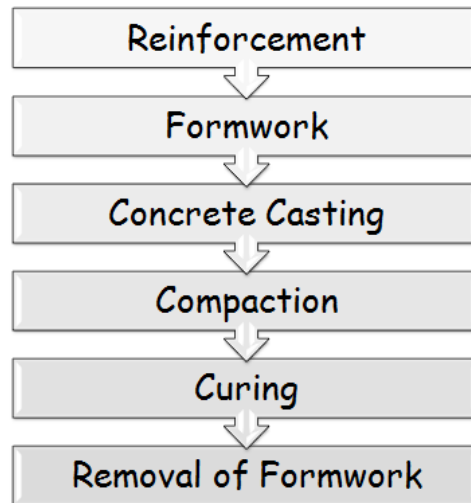 Reinforcement
Formwork
Concrete Casting
Compaction
Curing
Removal of Formwork